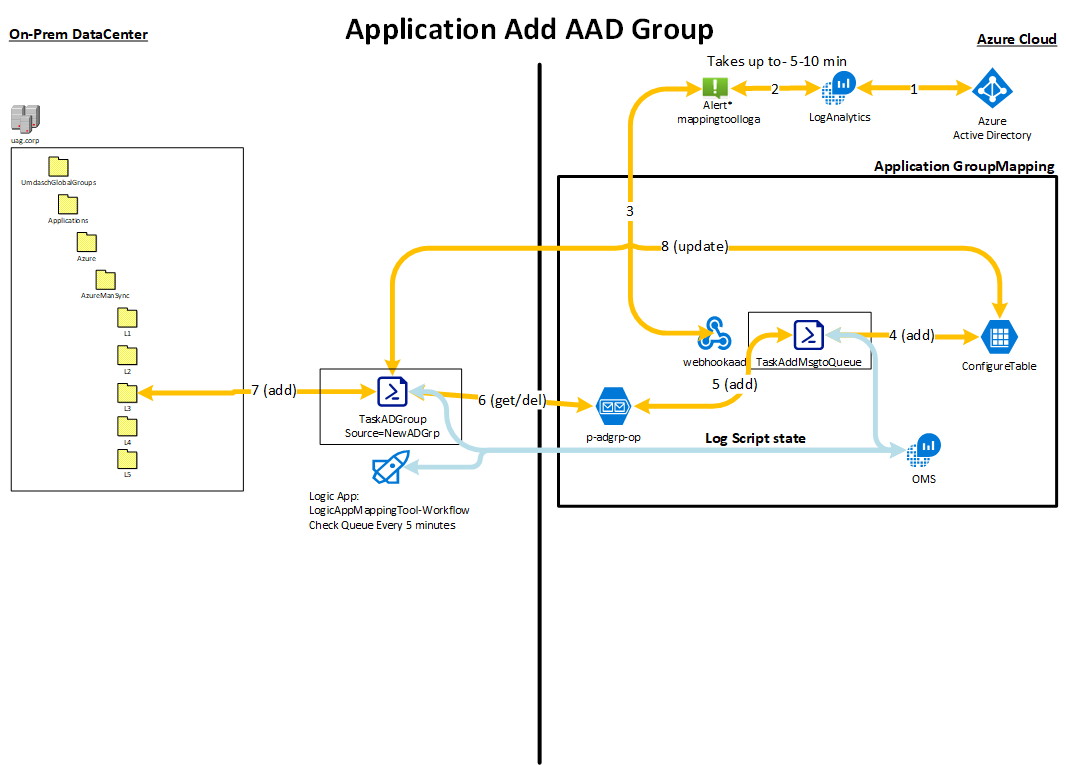 Application Add AAD Group
On-Prem DataCenter
Azure Cloud
Takes up to- 5-10 min
2
1
Alert*
mappingtoolloga
LogAnalytics
Azure
Active Directory
uag.corp
Application GroupMapping
UmdaschGlobalGroups
Applications
Azure
AzureManSync
L1
L2
L3
L4
L5
3
8 (update)
webhookaad
TaskAddMsgtoQueue
4 (add)
ConfigureTable
5 (add)
7 (add)
6 (get/del)
TaskADGroup
Source=NewADGrp
p-adgrp-op
Log Script state
OMS
Logic App:
LogicAppMappingTool-Workflow
Check Queue Every 5 minutes